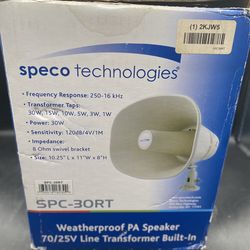 (1) 2KJW5
speco technologies®
• Frequency Response: 250-16 kHz
• Transformer Taps:
30W, 15W, 10W, 5W, 3W, 1W
• Power: 30W
• Sensitivity: 120dB/4V/1M
• Impedance:
8 Ohm swivel bracket
• Size: 10.25" L x 11"W x 8"H
SPC-30RT
SPC-30RT
Weatherproof PA Speaker
70/25V Line Transformer Built-In